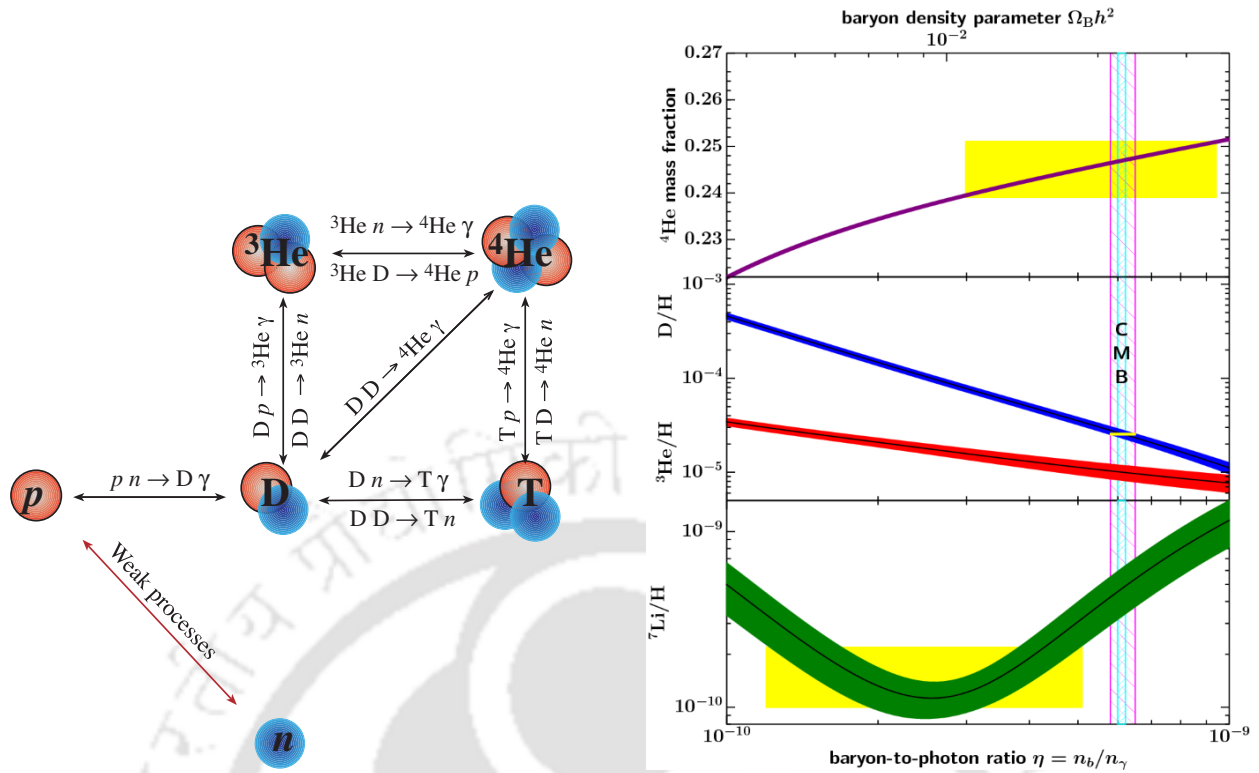 ³He
³He n → ⁴He γ
³He D → ⁴He p
⁴He
D p → ³He γ
D D → ³He n
D D → ⁴He γ
T p → ⁴He γ
T D → ⁴He n
p
p n → D γ
D
D n → T γ
D D → T n
T
Weak processes
n
प्रौद्योगिकी
baryon density parameter Ω_B h²
10⁻²
⁴He mass fraction
0.27
0.26
0.25
0.24
0.23
D/H
10⁻³
10⁻⁴
³He/H
10⁻⁵
C
M
B
⁷Li/H
10⁻⁹
10⁻¹⁰
10⁻¹⁰
10⁻⁹
baryon-to-photon ratio η = n_b/n_γ